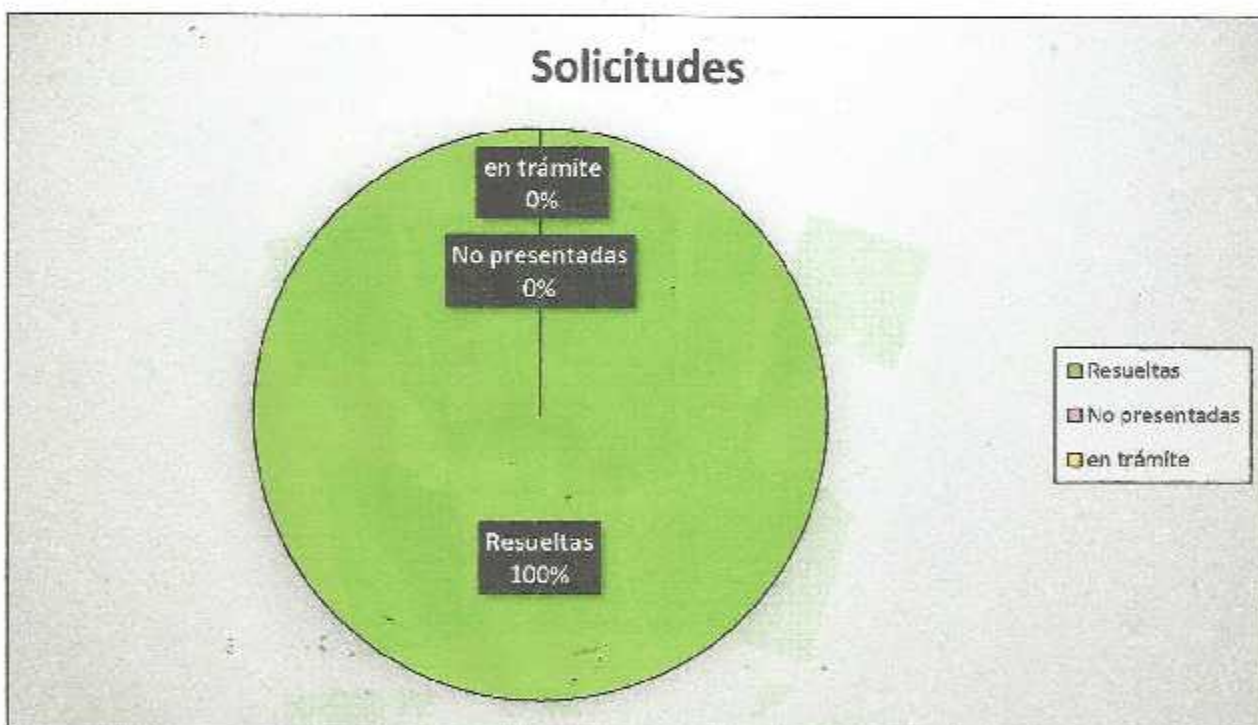 Solicitudes
en trámite
0%
No presentadas
0%
Resueltas
100%
Resueltas
No presentadas
en trámite